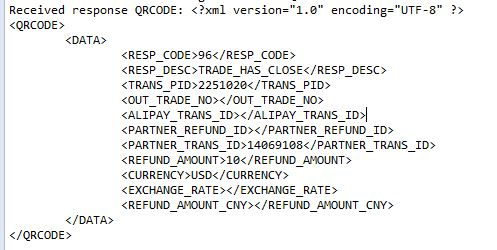 Received response QRCODE: <?xml version="1.0" encoding="UTF-8" ?>
<QRCODE>
<DATA>
<RESP_CODE>96</RESP_CODE>
<RESP_DESC>TRADE_HAS_CLOSE</RESP_DESC>
<TRANS_PID>2251020</TRANS_PID>
<OUT_TRADE_NO></OUT_TRADE_NO>
<ALIPAY_TRANS_ID></ALIPAY_TRANS_ID>
<PARTNER_REFUND_ID></PARTNER_REFUND_ID>
<PARTNER_TRANS_ID>14069108</PARTNER_TRANS_ID>
<REFUND_AMOUNT>10</REFUND_AMOUNT>
<CURRENCY>USD</CURRENCY>
<EXCHANGE_RATE></EXCHANGE_RATE>
<REFUND_AMOUNT_CNY></REFUND_AMOUNT_CNY>
</DATA>
</QRCODE>